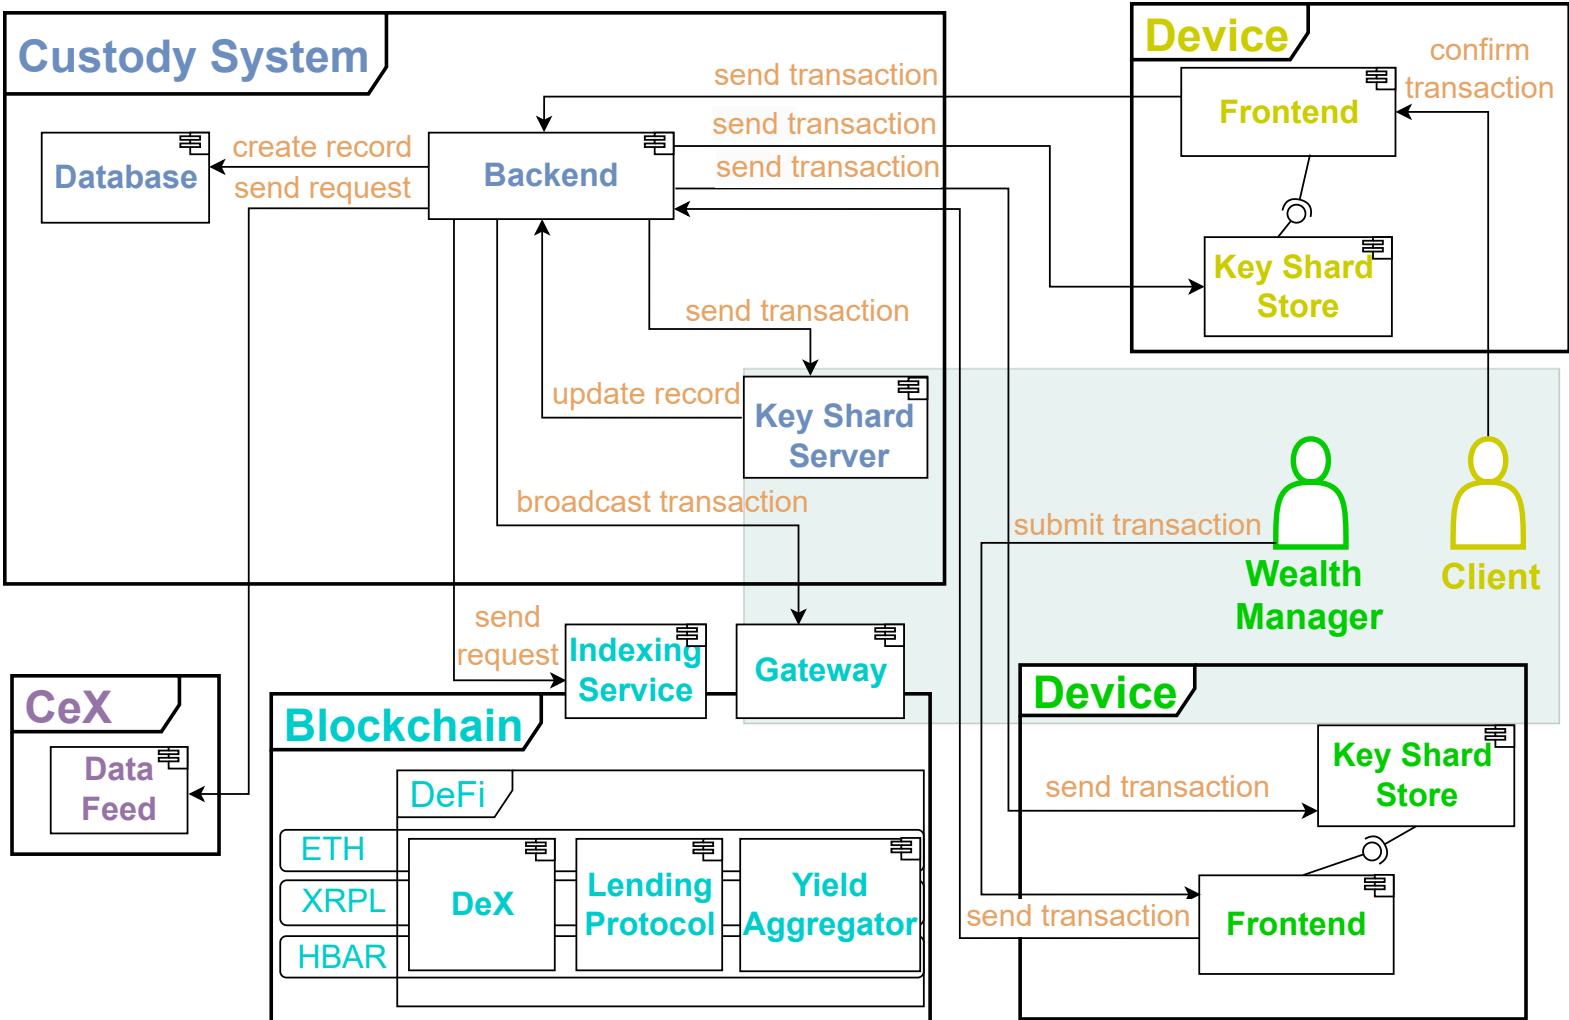 Custody System
send transaction
Device
confirm
transaction
Frontend
Database
create record
send request
Backend
send transaction
send transaction
Key Shard
Store
send transaction
update record
Key Shard
Server
broadcast transaction
submit transaction
Wealth
Manager
Client
send
request
Indexing
Service
Gateway
CeX
Data
Feed
Blockchain
DeFi
ETH
XRPL
HBAR
DeX
Lending
Protocol
Yield
Aggregator
Device
Key Shard
Store
send transaction
send transaction
Frontend